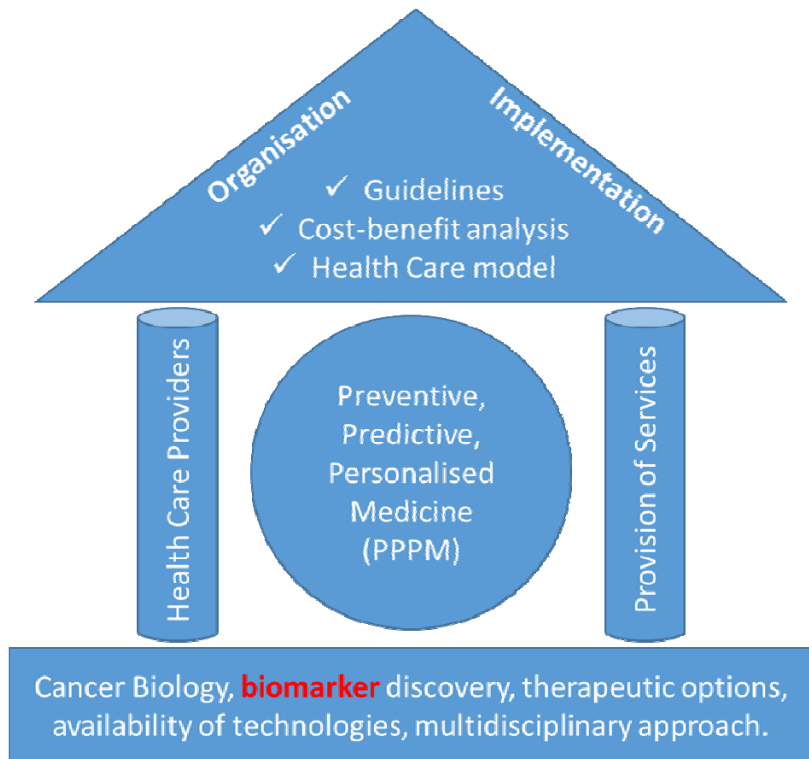 Organisation
Implementation
✓ Guidelines
✓ Cost-benefit analysis
✓ Health Care model
Health Care Providers
Preventive,
Predictive,
Personalised
Medicine
(PPPM)
Provision of Services
Cancer Biology, biomarker discovery, therapeutic options,
availability of technologies, multidisciplinary approach.